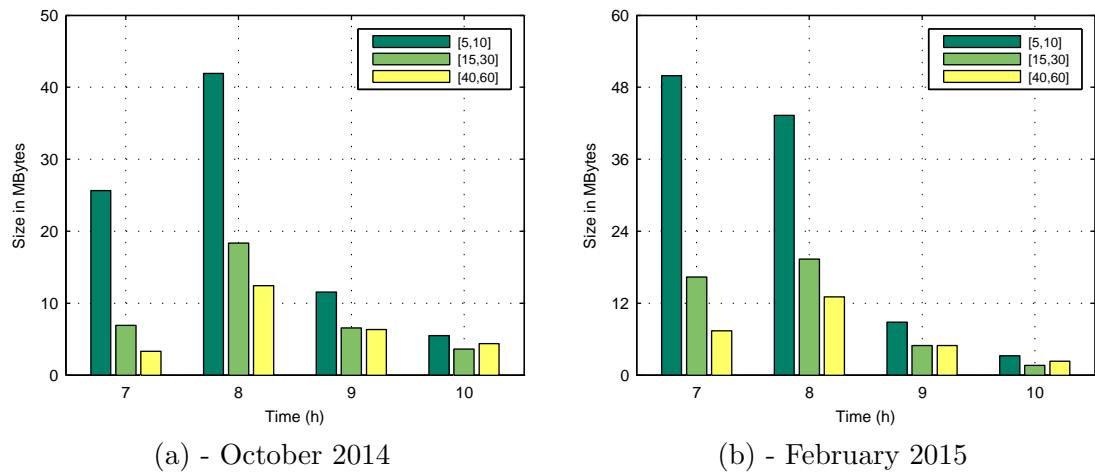 50
40
30
20
10
0
Size in MBytes
[5,10]
[15,30]
[40,60]
7 8 9 10
Time (h)
(a) - October 2014
60
48
36
24
12
0
Size in MBytes
[5,10]
[15,30]
[40,60]
7 8 9 10
Time (h)
(b) - February 2015